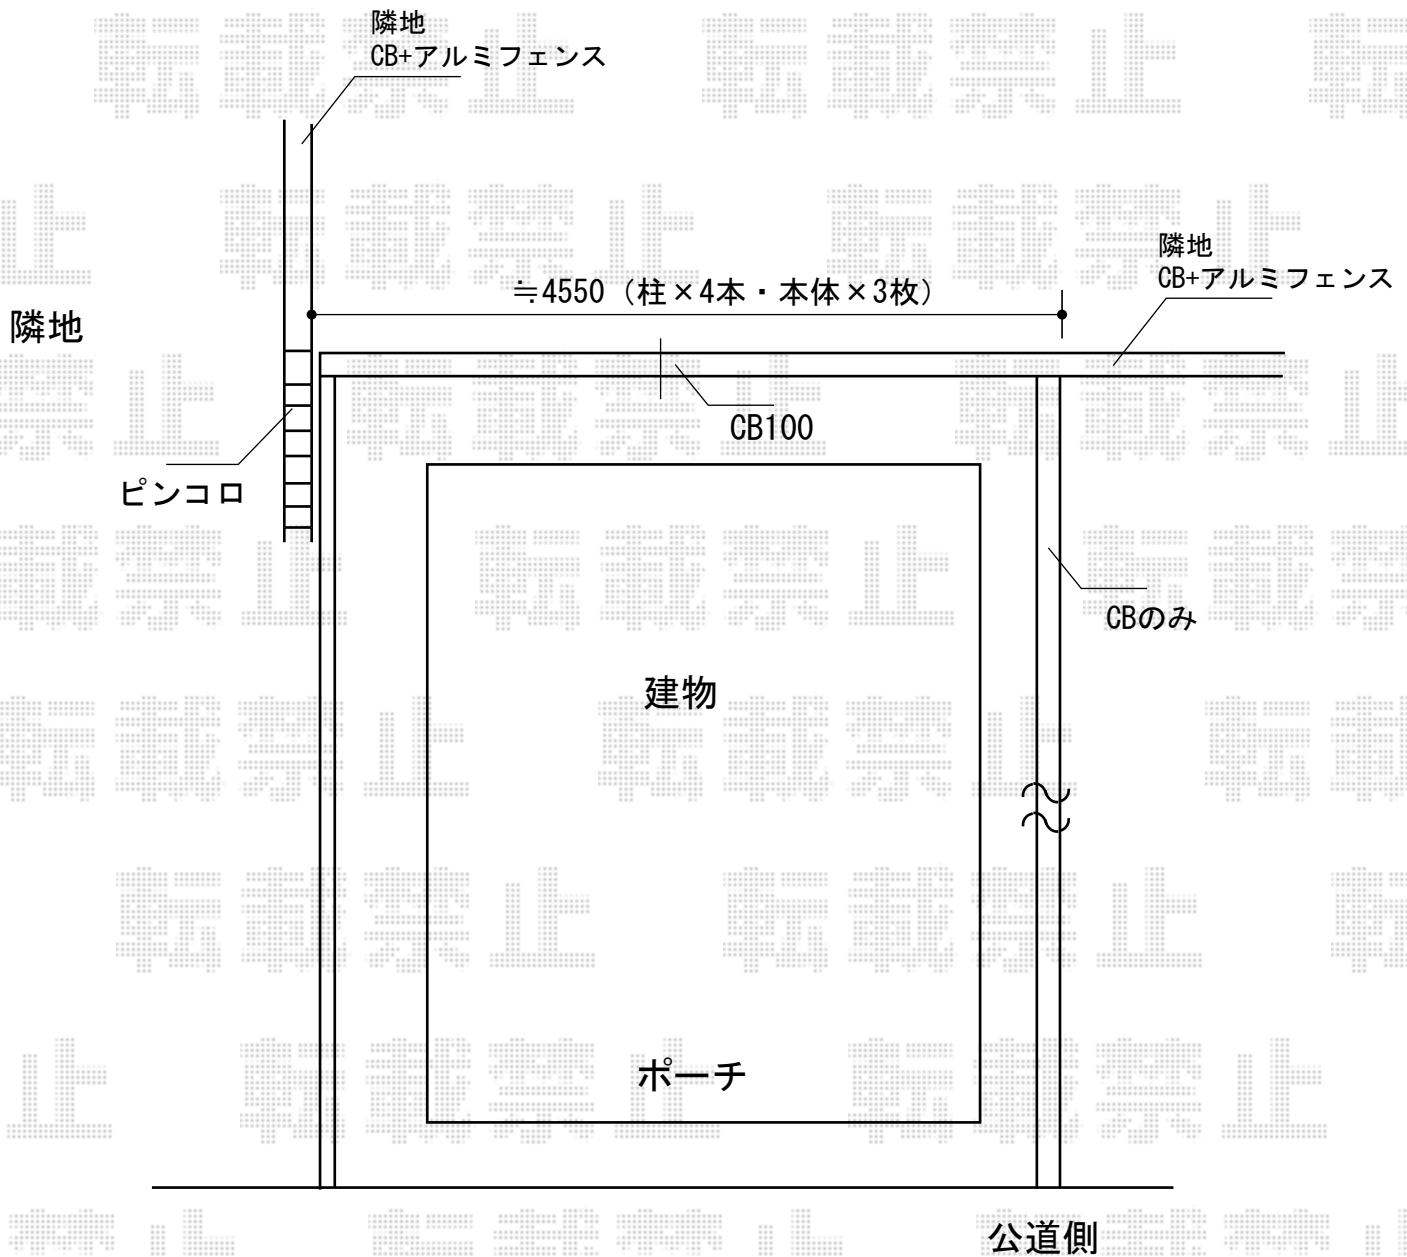 隣地
CB+アルミフェンス
隣地
CB+アルミフェンス
≒4550（柱×4本・本体×3枚）
隣地
CB100
ピンコロ
CBのみ
建物
ポーチ
公道側
転載禁止